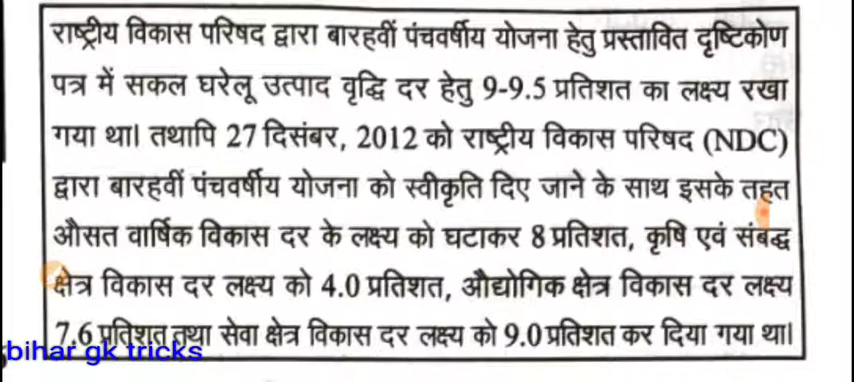 राष्ट्रीय विकास परिषद द्वारा बारहवीं पंचवर्षीय योजना हेतु प्रस्तावित दृष्टिकोण
पत्र में सकल घरेलू उत्पाद वृद्धि दर हेतु 9-9.5 प्रतिशत का लक्ष्य रखा
गया था। तथापि 27 दिसंबर, 2012 को राष्ट्रीय विकास परिषद (NDC)
द्वारा बारहवीं पंचवर्षीय योजना को स्वीकृति दिए जाने के साथ इसके तहत
औसत वार्षिक विकास दर के लक्ष्य को घटाकर 8 प्रतिशत, कृषि एवं संबद्ध
क्षेत्र विकास दर लक्ष्य को 4.0 प्रतिशत, औद्योगिक क्षेत्र विकास दर लक्ष्य
7.6 प्रतिशत तथा सेवा क्षेत्र विकास दर लक्ष्य को 9.0 प्रतिशत कर दिया गया था।
bihar gk tricks